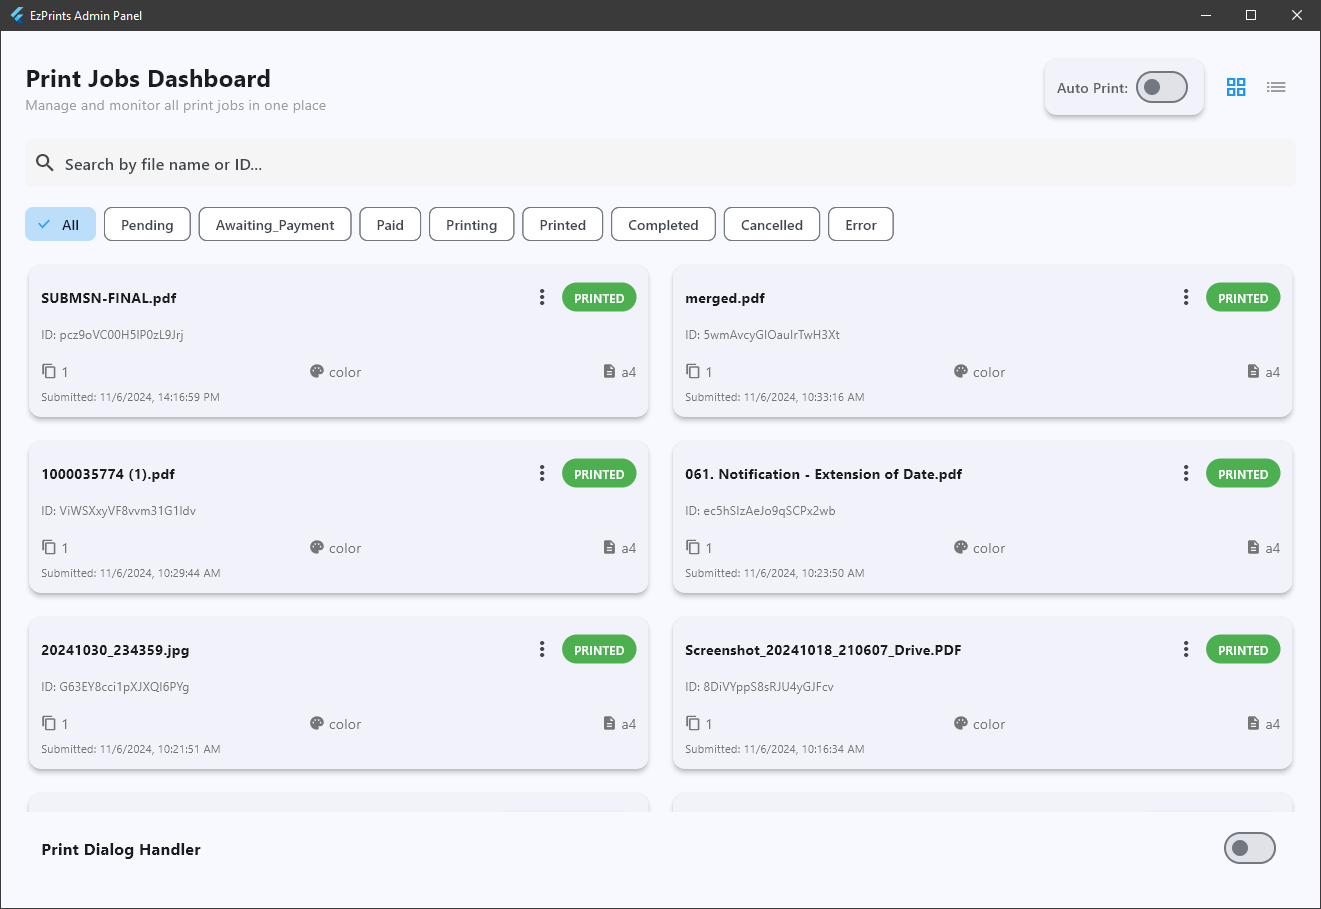 EzPrints Admin Panel
Print Jobs Dashboard
Manage and monitor all print jobs in one place
Auto Print:
Search by file name or ID...
All
Pending
Awaiting_Payment
Paid
Printing
Printed
Completed
Cancelled
Error
SUBMSN-FINAL.pdf
PRINTED
ID: pcz9oVC00H5IP0zL9Jrj
1
color
a4
Submitted: 11/6/2024, 14:16:59 PM
merged.pdf
PRINTED
ID: 5wmAvcyGIOaulrTwH3Xt
1
color
a4
Submitted: 11/6/2024, 10:33:16 AM
1000035774 (1).pdf
PRINTED
ID: ViWSXxyVF8vvm31G1ldv
1
color
a4
Submitted: 11/6/2024, 10:29:44 AM
061. Notification - Extension of Date.pdf
PRINTED
ID: ec5hSlzAeJo9qSCPx2wb
1
color
a4
Submitted: 11/6/2024, 10:23:50 AM
20241030_234359.jpg
PRINTED
ID: G63EY8cci1pXJXQI6PYg
1
color
a4
Submitted: 11/6/2024, 10:21:51 AM
Screenshot_20241018_210607_Drive.PDF
PRINTED
ID: 8DiVYppS8sRJU4yGJFcv
1
color
a4
Submitted: 11/6/2024, 10:16:34 AM
Print Dialog Handler